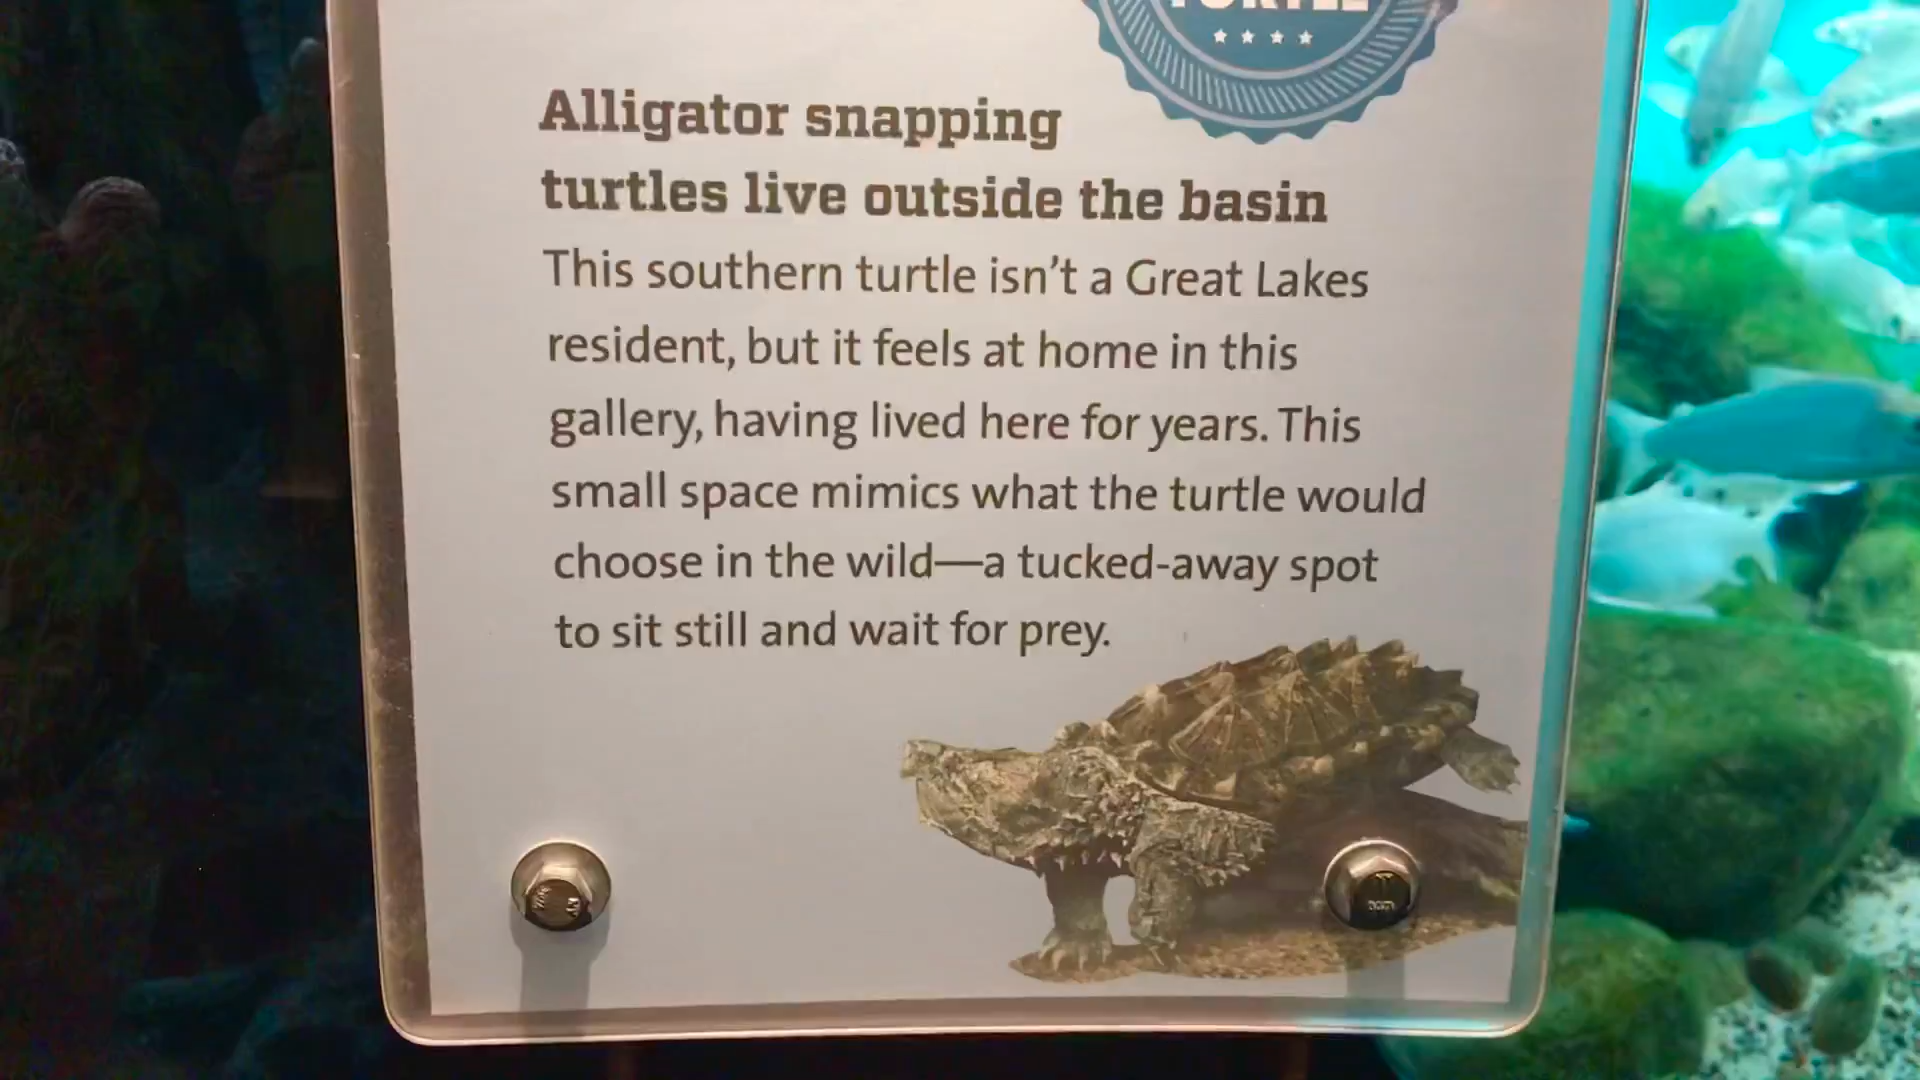 TURTLE
Alligator snapping
turtles live outside the basin
This southern turtle isn't a Great Lakes
resident, but it feels at home in this
gallery, having lived here for years. This
small space mimics what the turtle would
choose in the wild—a tucked-away spot
to sit still and wait for prey.